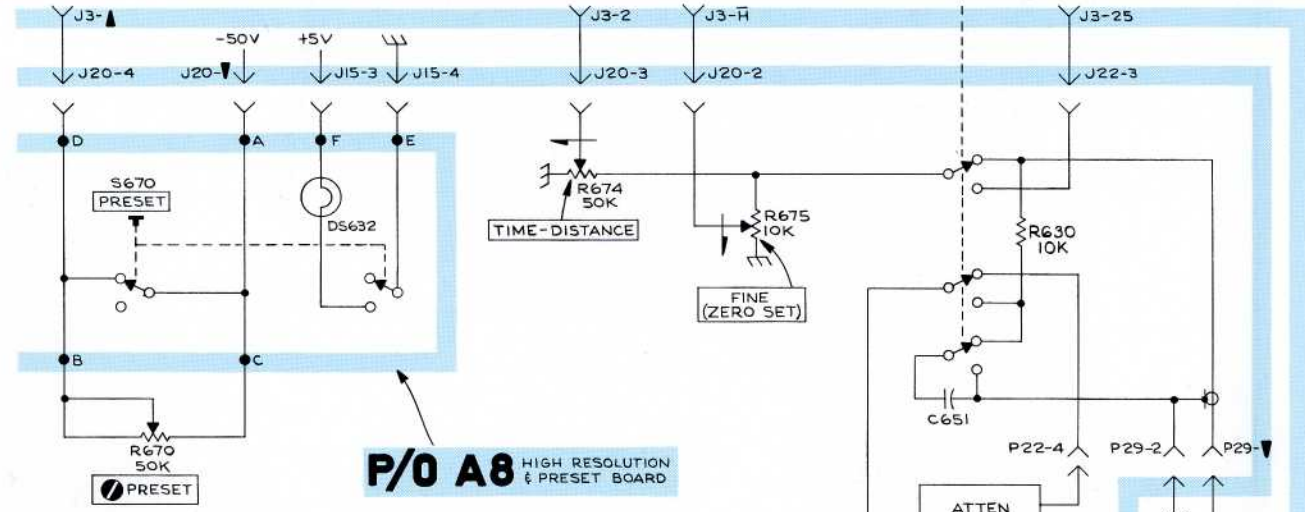 J3-▲
J3-2
J3-H̅
J3-25
-50V
+5V
J20-4
J20-▼
J15-3
J15-4
J20-3
J20-2
J22-3
D
A
F
E
S670
PRESET
DS632
R674
50K
TIME-DISTANCE
R675
10K
FINE
(ZERO SET)
R630
10K
B
C
C651
R670
50K
PRESET
P/O A8 HIGH RESOLUTION
& PRESET BOARD
P22-4
P29-2
P29-▼
ATTEN